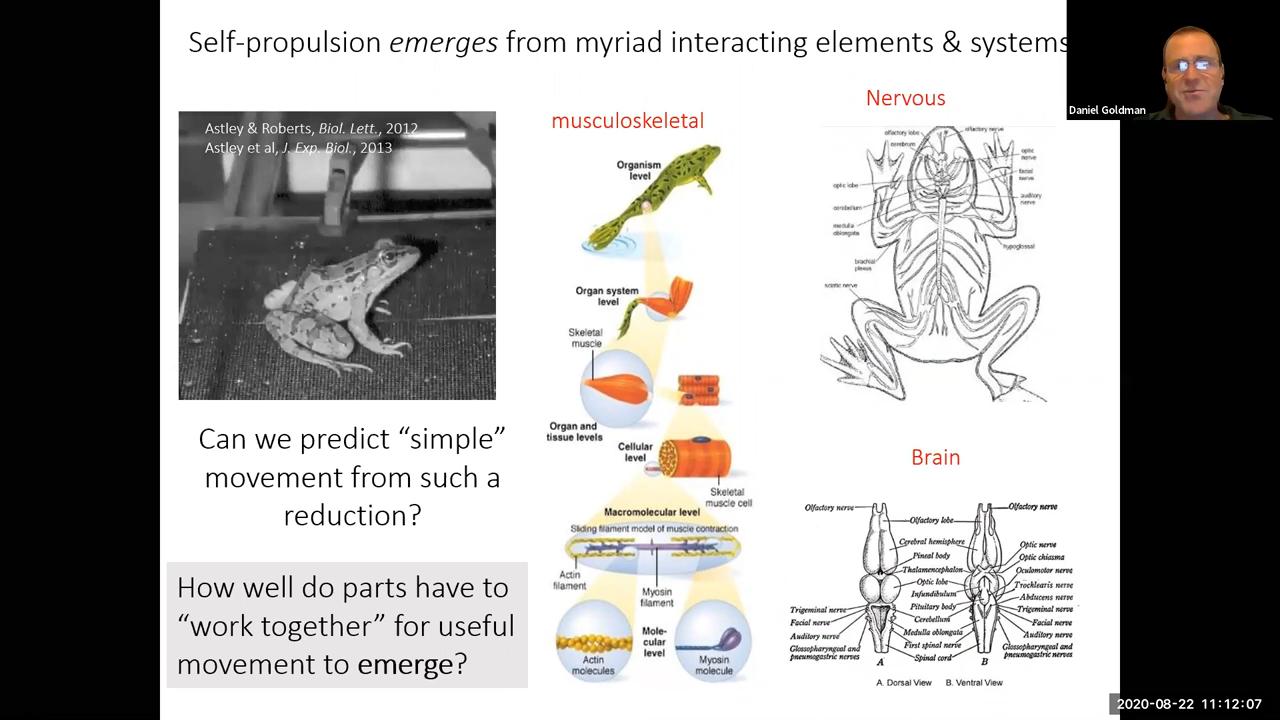 Self-propulsion emerges from myriad interacting elements & systems
Daniel Goldman
Astley & Roberts, Biol. Lett., 2012
Astley et al, J. Exp. Biol., 2013
Can we predict “simple”
movement from such a
reduction?
How well do parts have to
“work together” for useful
movement to emerge?
musculoskeletal
Organism
level
Organ system
level
Skeletal
muscle
Organ and
tissue levels
Cellular
level
Skeletal
muscle cell
Macromolecular level
Sliding filament model of muscle contraction
Actin
filament
Myosin
filament
Actin
molecules
Mole-
cular
level
Myosin
molecule
Nervous
olfactory lobe
olfactory nerve
cerebrum
optic
nerve
facial
nerve
optic lobe
auditory
nerve
cerebellum
medulla
oblongata
hypoglossal
brachial
plexus
sciatic nerve
Brain
Olfactory nerve
Olfactory nerve
Olfactory lobe
Cerebral hemisphere
Optic nerve
Pineal body
Optic chiasma
Thalamencephalon
Oculomotor nerve
Optic lobe
Trochlearis nerve
Infundibulum
Abducens nerve
Pituitary body
Trigeminal nerve
Trigeminal nerve
Cerebellum
Facial nerve
Facial nerve
Medulla oblongata
Auditory nerve
Auditory nerve
First spinal nerve
Glossopharyngeal and
pneumogastric nerves
Glossopharyngeal and
pneumogastric nerves
Spinal cord
A
B
A. Dorsal View B. Ventral View
2020-08-22 11:12:07